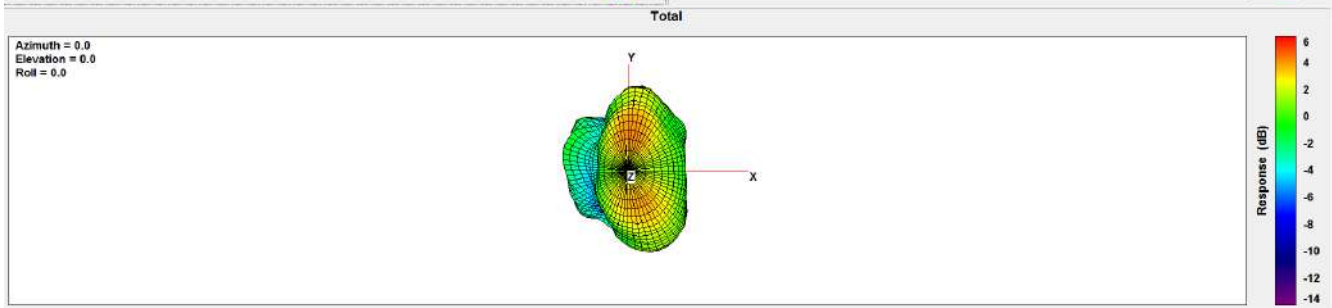 Total
Azimuth = 0.0
Elevation = 0.0
Roll = 0.0
Y
Z
X
Response (dB)
6
4
2
0
-2
-4
-6
-8
-10
-12
-14